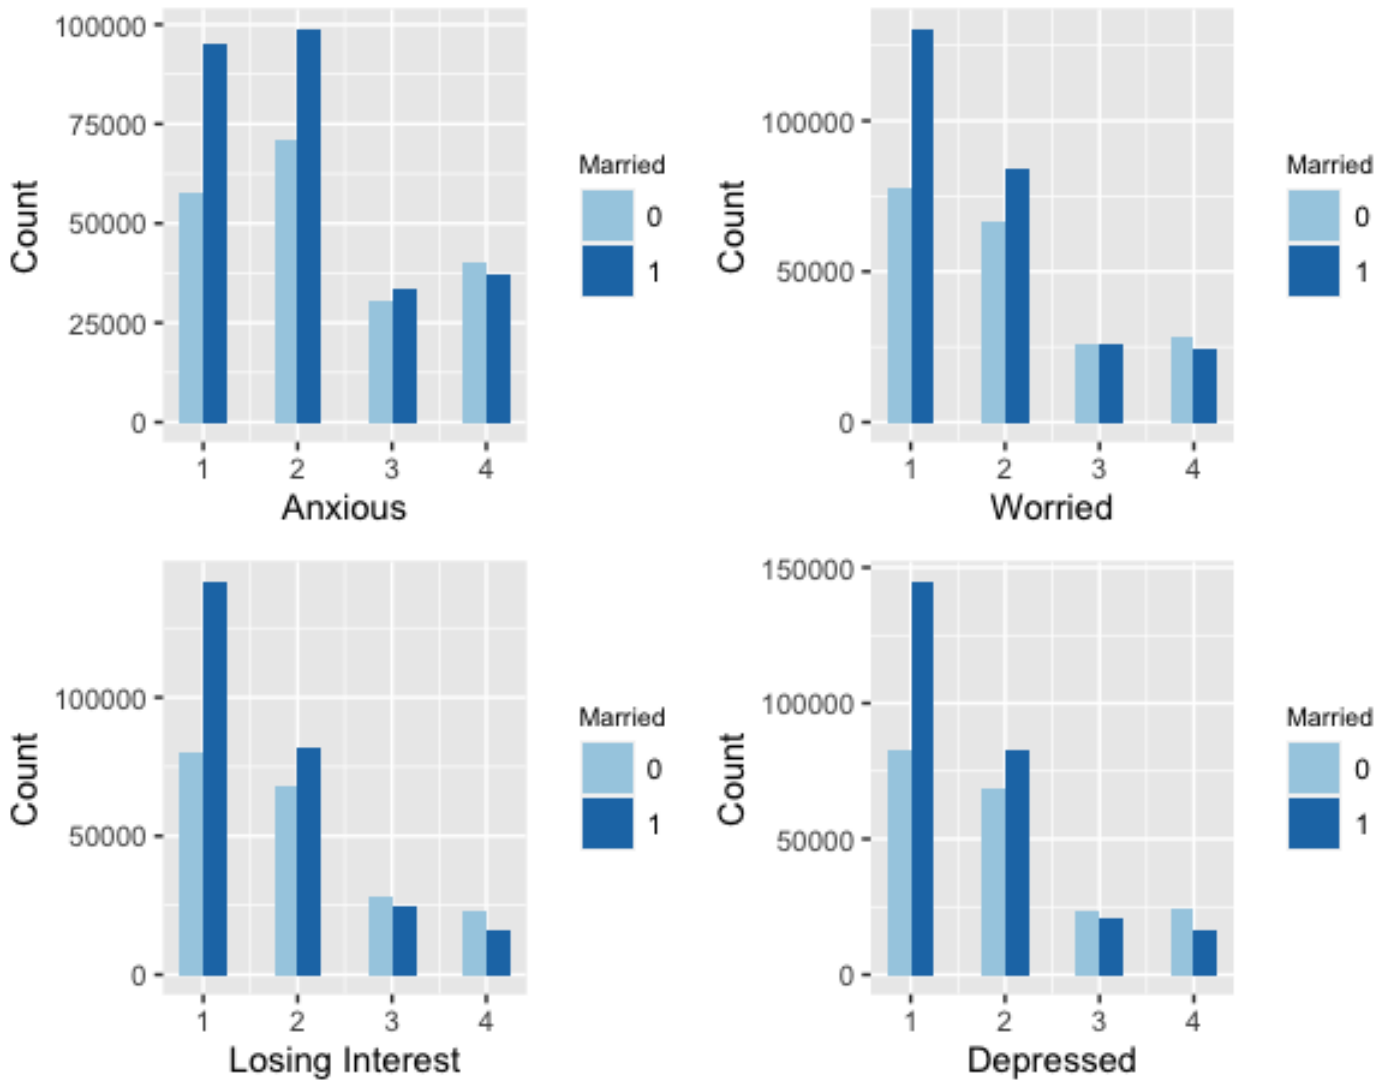 100000
75000
50000
25000
0
Count
1 2 3 4
Anxious
Married
0
1
100000
50000
0
Count
1 2 3 4
Worried
Married
0
1
100000
50000
0
Count
1 2 3 4
Losing Interest
Married
0
1
150000
100000
50000
0
Count
1 2 3 4
Depressed
Married
0
1